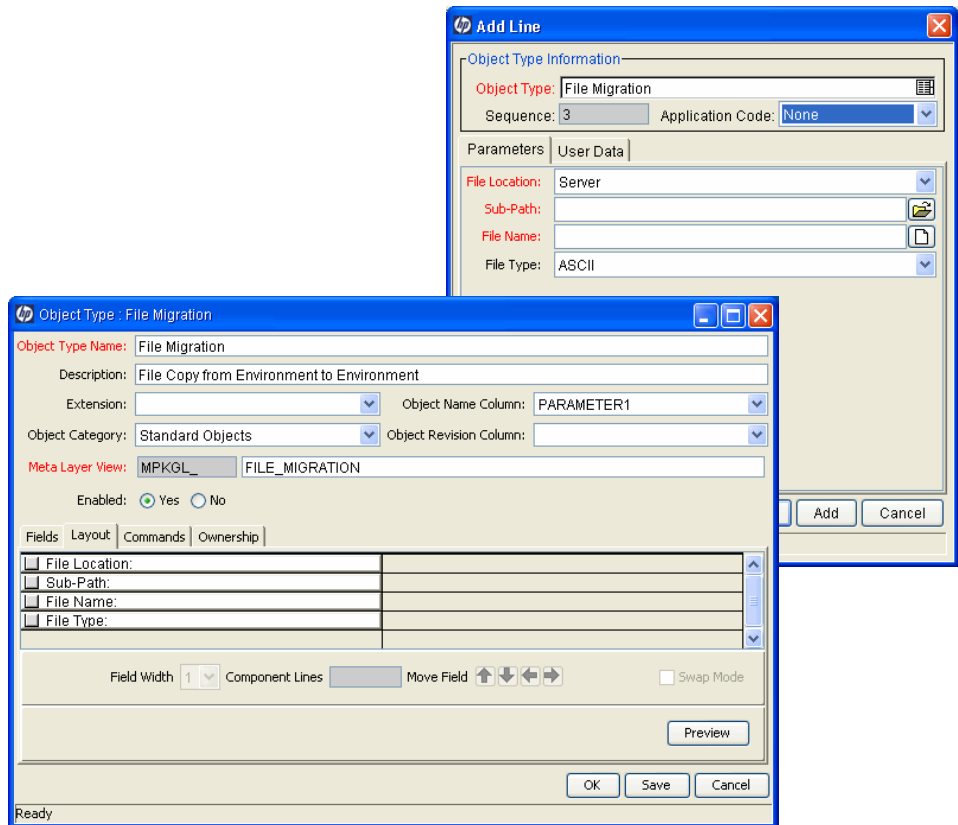 hp Add Line
Object Type Information
Object Type: File Migration
Sequence: 3 Application Code: None
Parameters User Data
File Location: Server
Sub-Path:
File Name:
File Type: ASCII
Add Cancel
hp Object Type : File Migration
Object Type Name: File Migration
Description: File Copy from Environment to Environment
Extension: Object Name Column: PARAMETER1
Object Category: Standard Objects Object Revision Column:
Meta Layer View: MPKGL_ FILE_MIGRATION
Enabled: Yes No
Fields Layout Commands Ownership
File Location:
Sub-Path:
File Name:
File Type:
Field Width 1 Component Lines Move Field Swap Mode
Preview
OK Save Cancel
Ready